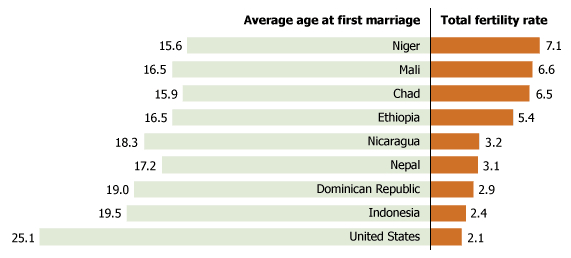 Average age at first marriage Total fertility rate
15.6 Niger 7.1
16.5 Mali 6.6
15.9 Chad 6.5
16.5 Ethiopia 5.4
18.3 Nicaragua 3.2
17.2 Nepal 3.1
19.0 Dominican Republic 2.9
19.5 Indonesia 2.4
25.1 United States 2.1